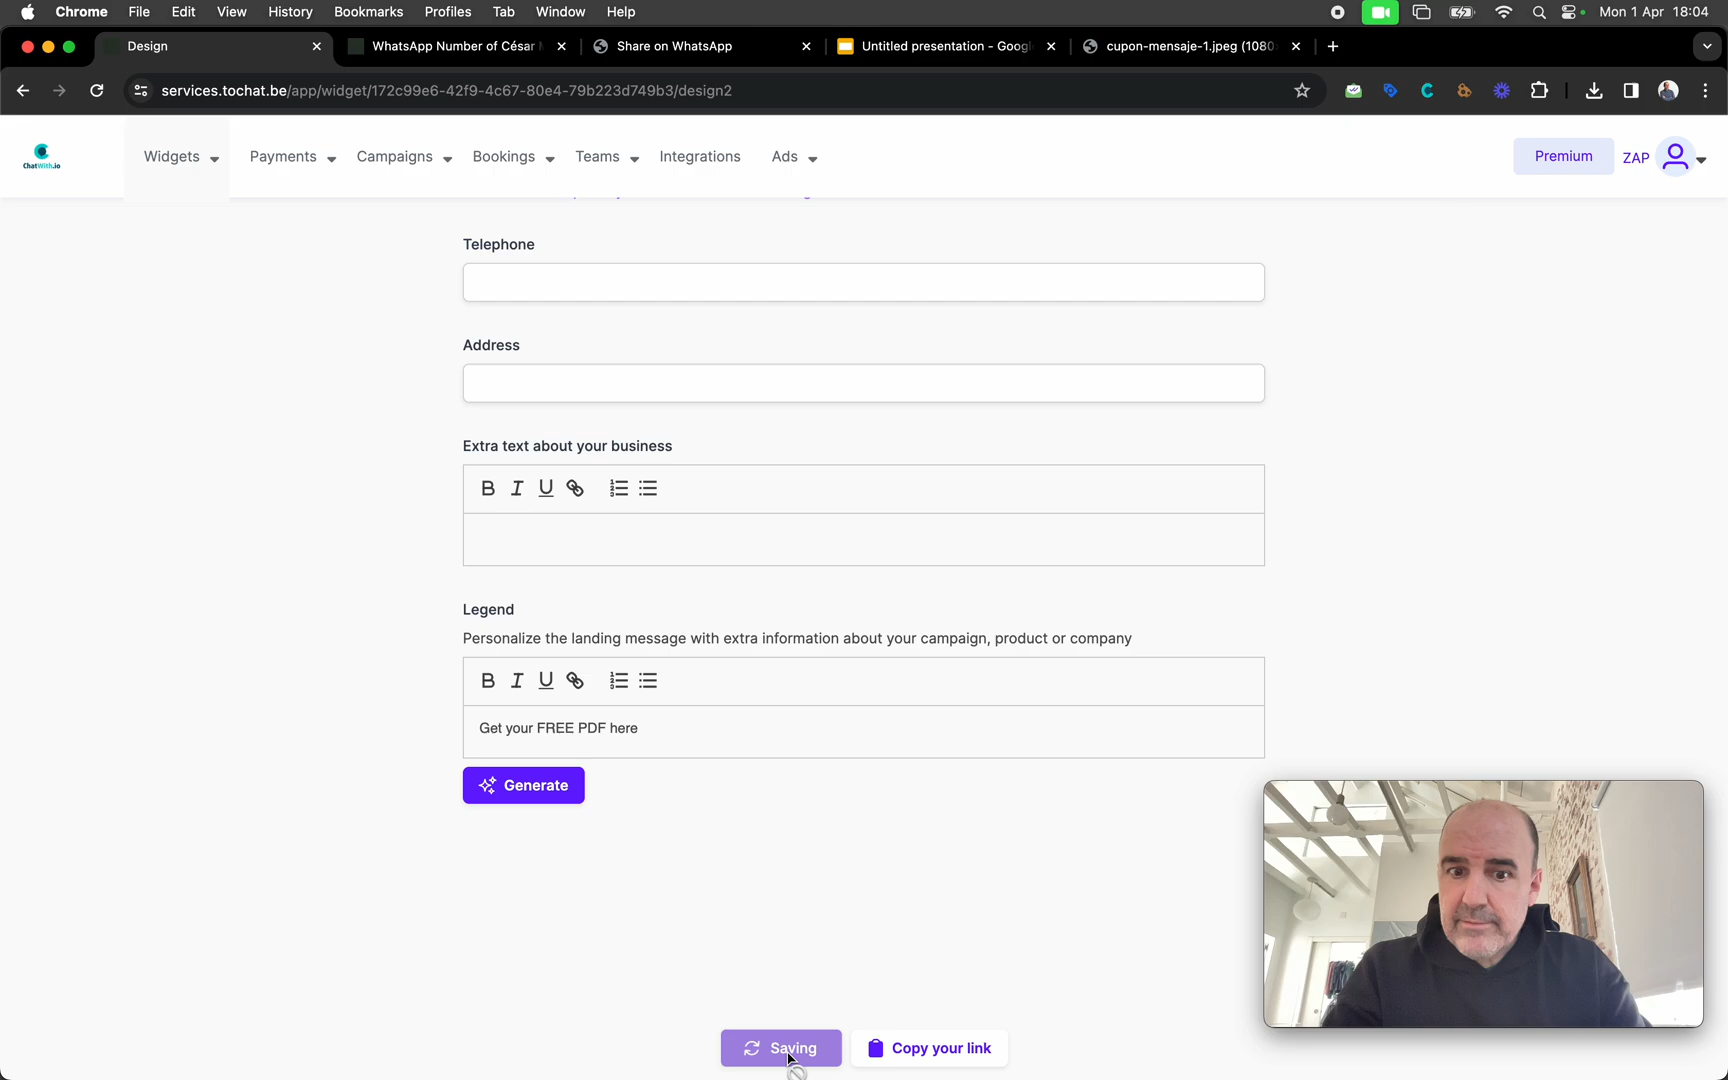 Chrome File Edit View History Bookmarks Profiles Tab Window Help Mon 1 Apr 18:04
Design WhatsApp Number of César Share on WhatsApp Untitled presentation - Googl cupon-mensaje-1.jpeg (1080
services.tochat.be/app/widget/172c99e6-42f9-4c67-80e4-79b223d749b3/design2
ChatWith.io Widgets Payments Campaigns Bookings Teams Integrations Ads Premium ZAP
Telephone
Address
Extra text about your business
B I U
Legend
Personalize the landing message with extra information about your campaign, product or company
B I U
Get your FREE PDF here
Generate
Saving Copy your link